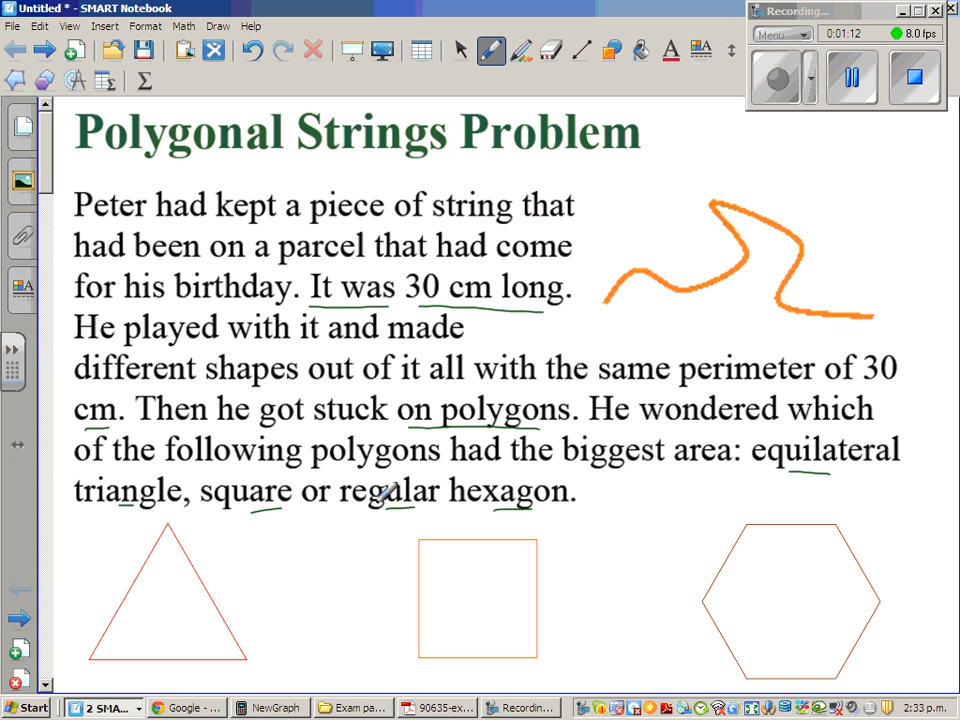 Untitled * - SMART Notebook
Recording...
File Edit View Insert Format Math Draw Help
Menu
0:01:12
8.0 fps
Polygonal Strings Problem
Peter had kept a piece of string that
had been on a parcel that had come
for his birthday. It was 30 cm long.
He played with it and made
different shapes out of it all with the same perimeter of 30
cm. Then he got stuck on polygons. He wondered which
of the following polygons had the biggest area: equilateral
triangle, square or regular hexagon.
Start
2 SMA...
Google - ...
NewGraph
Exam pa...
90635-ex...
Recordin...
2:33 p.m.